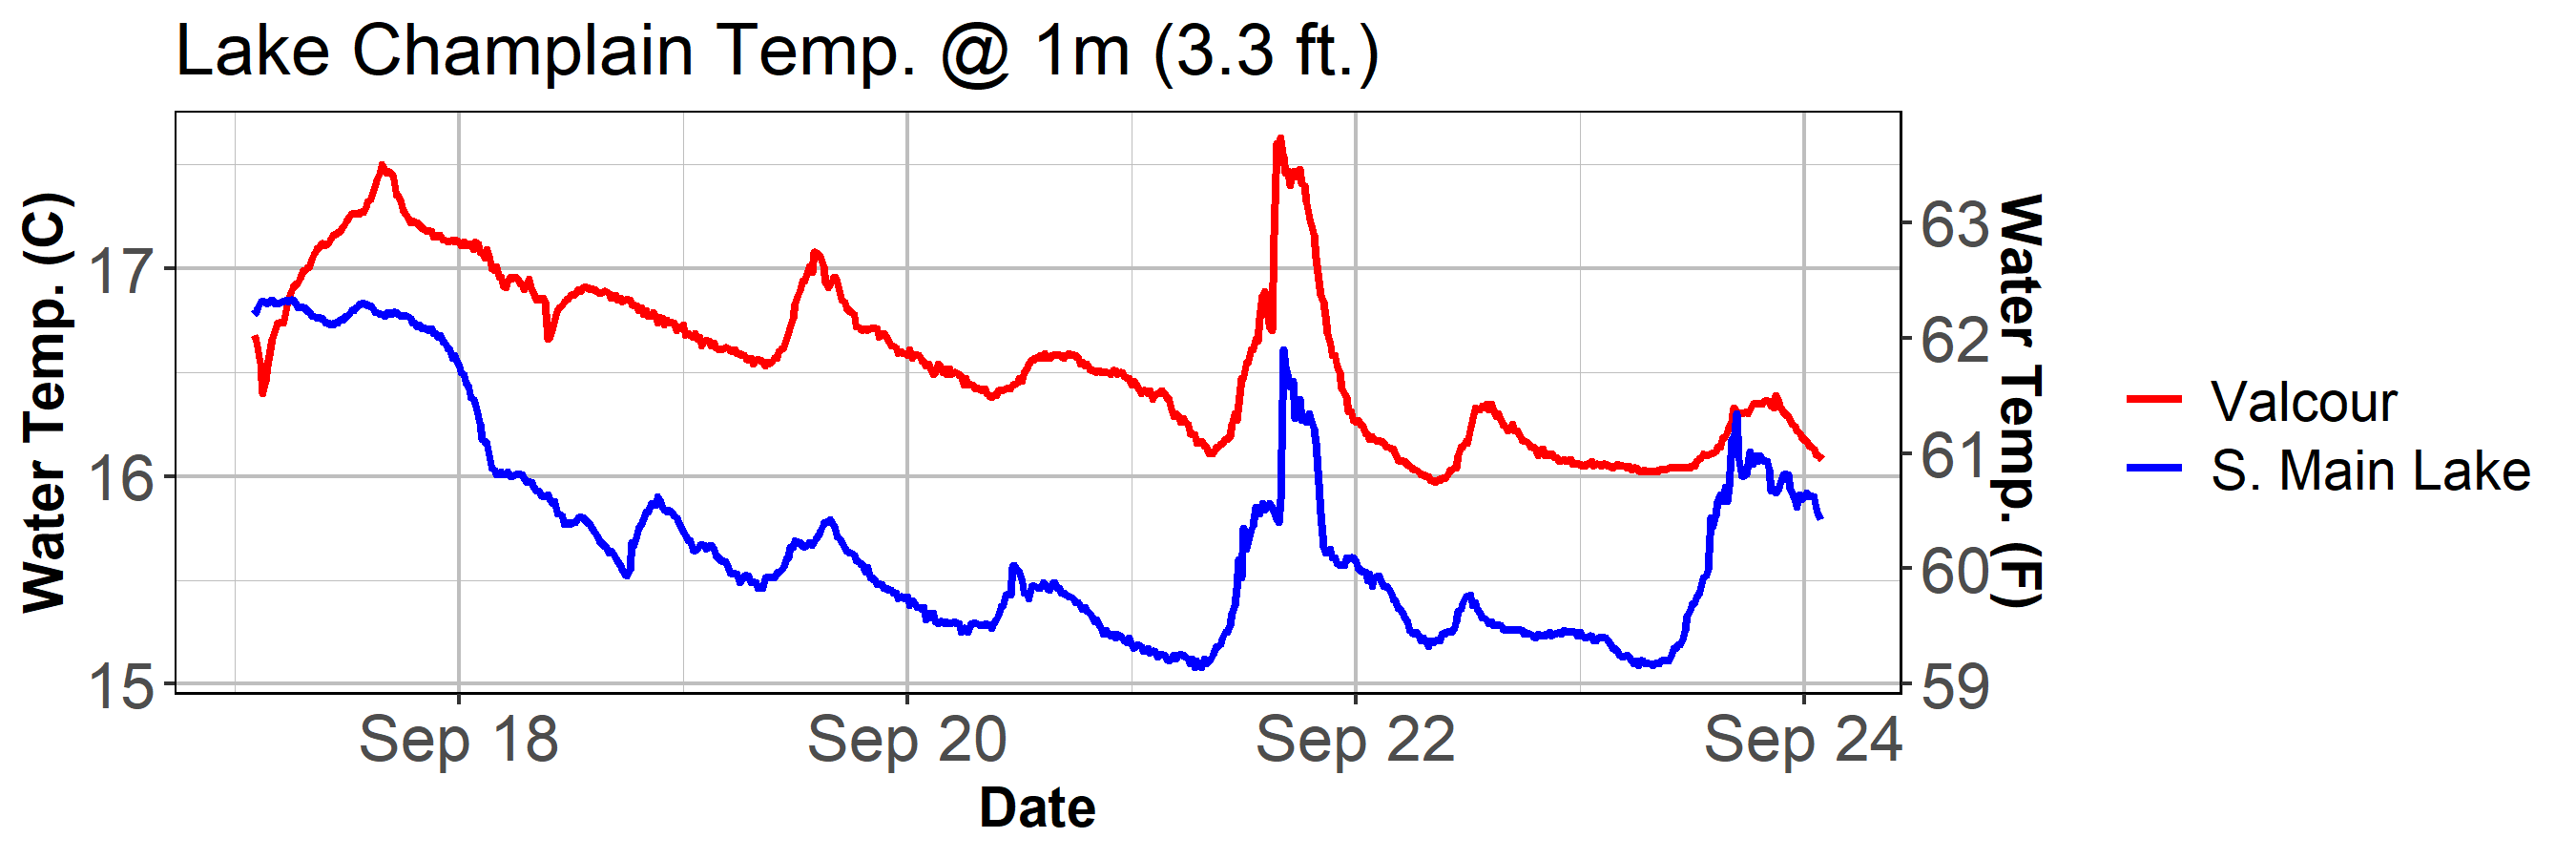 Lake Champlain Temp. @ 1m (3.3 ft.)
Water Temp. (C)
17
16
15
63
62
61
60
59
Water Temp. (F)
Sep 18
Sep 20
Sep 22
Sep 24
Date
Valcour
S. Main Lake